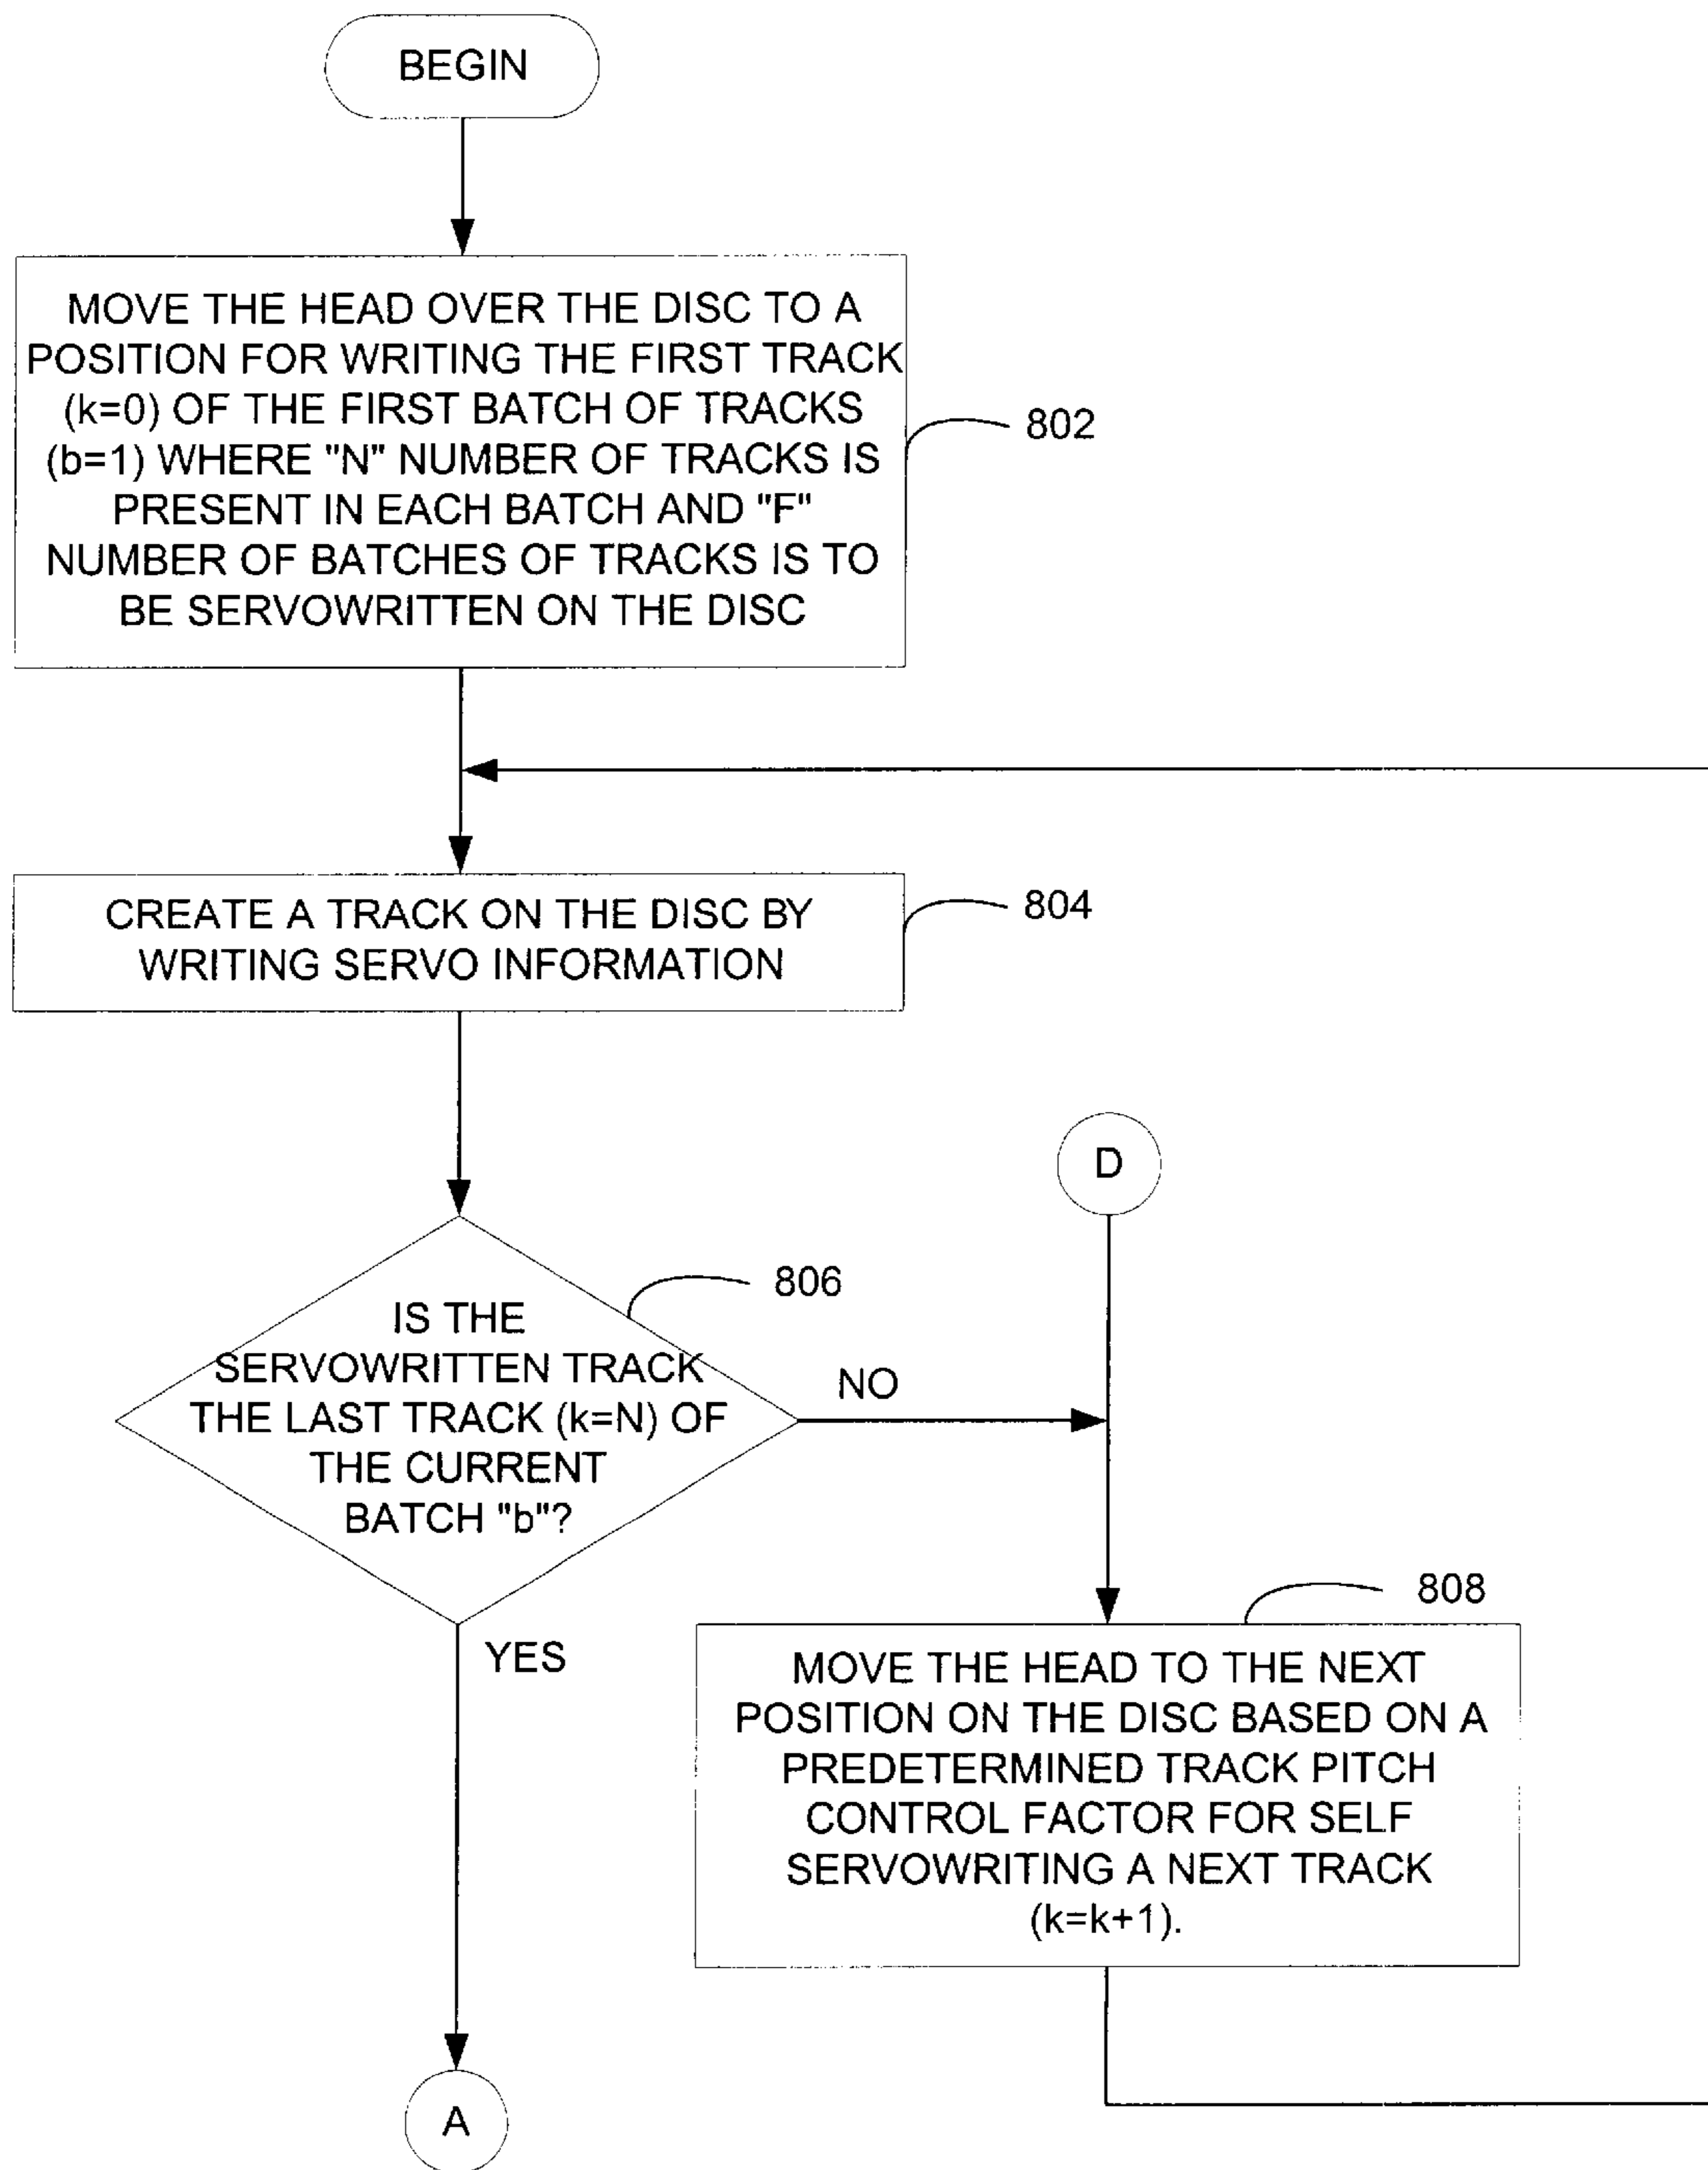 BEGIN
MOVE THE HEAD OVER THE DISC TO A
POSITION FOR WRITING THE FIRST TRACK
(k=0) OF THE FIRST BATCH OF TRACKS
(b=1) WHERE "N" NUMBER OF TRACKS IS
PRESENT IN EACH BATCH AND "F"
NUMBER OF BATCHES OF TRACKS IS TO
BE SERVOWRITTEN ON THE DISC
802
CREATE A TRACK ON THE DISC BY
WRITING SERVO INFORMATION
804
D
IS THE
SERVOWRITTEN TRACK
THE LAST TRACK (k=N) OF
THE CURRENT
BATCH "b"?
806
NO
YES
808
MOVE THE HEAD TO THE NEXT
POSITION ON THE DISC BASED ON A
PREDETERMINED TRACK PITCH
CONTROL FACTOR FOR SELF
SERVOWRITING A NEXT TRACK
(k=k+1).
A